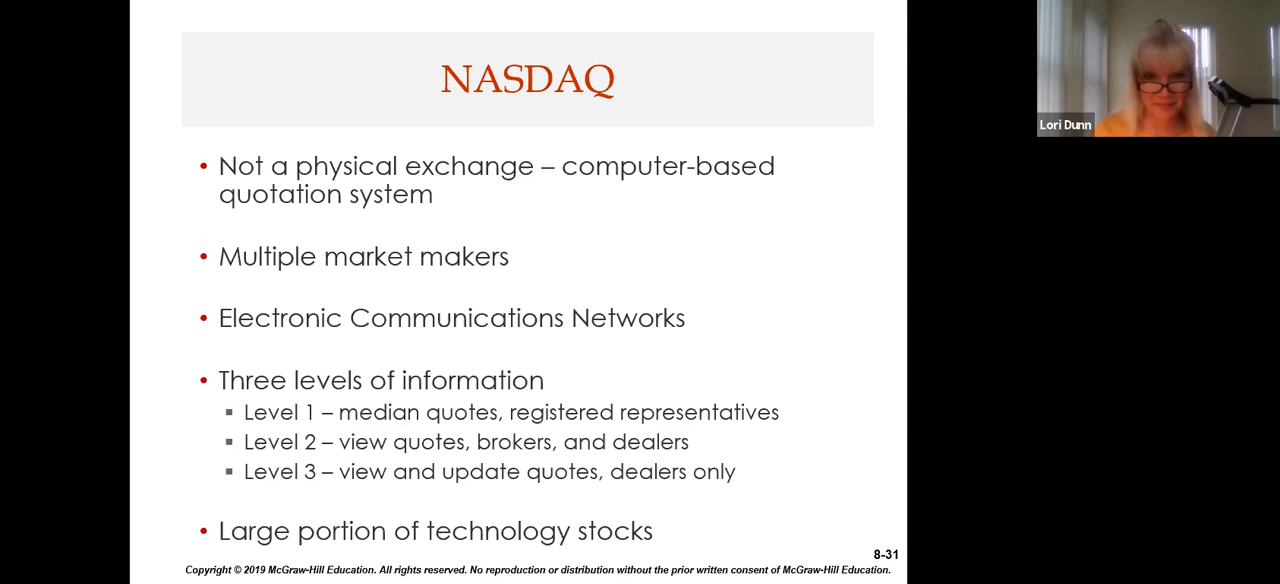 NASDAQ
Lori Dunn
• Not a physical exchange – computer-based
quotation system
• Multiple market makers
• Electronic Communications Networks
• Three levels of information
▪ Level 1 – median quotes, registered representatives
▪ Level 2 – view quotes, brokers, and dealers
▪ Level 3 – view and update quotes, dealers only
• Large portion of technology stocks
8-31
Copyright © 2019 McGraw-Hill Education. All rights reserved. No reproduction or distribution without the prior written consent of McGraw-Hill Education.